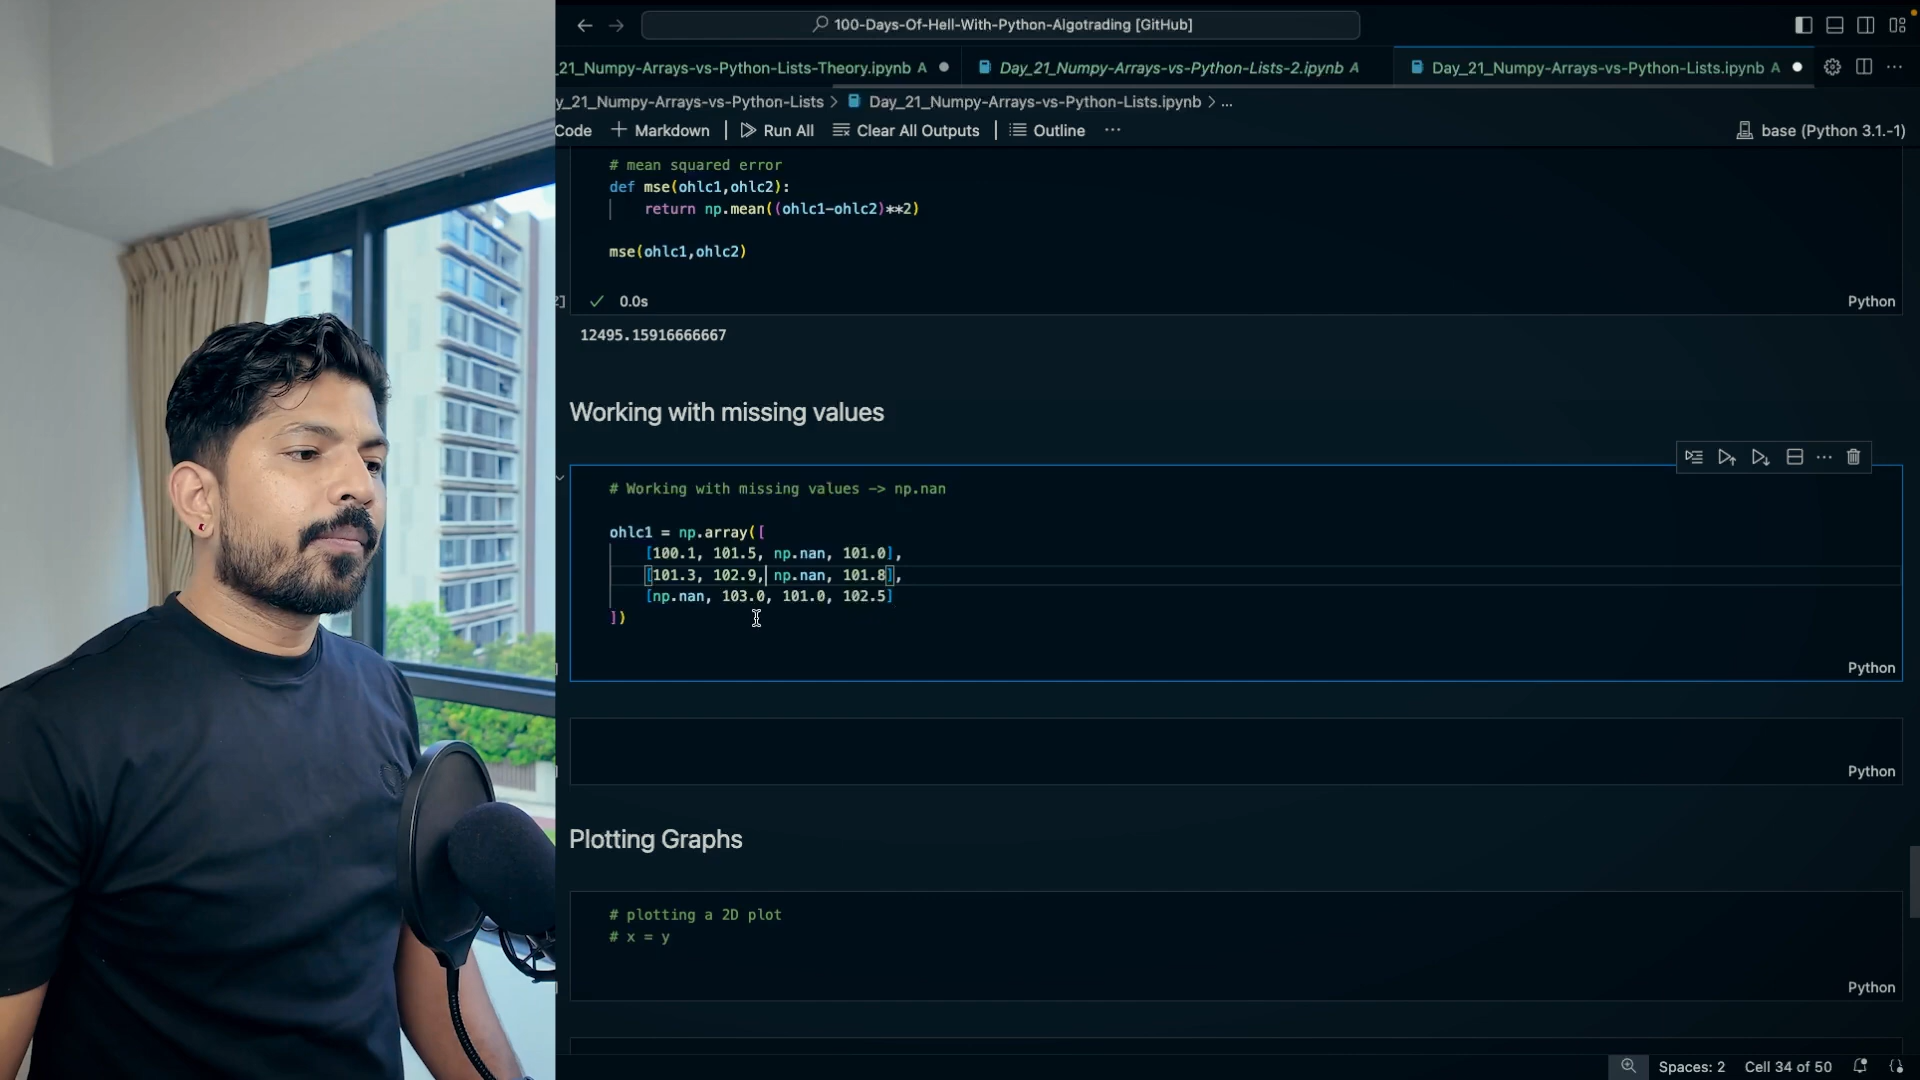 100-Days-Of-Hell-With-Python-Algotrading [GitHub]
_21_Numpy-Arrays-vs-Python-Lists-Theory.ipynb A
Day_21_Numpy-Arrays-vs-Python-Lists-2.ipynb A
Day_21_Numpy-Arrays-vs-Python-Lists.ipynb A
y_21_Numpy-Arrays-vs-Python-Lists > Day_21_Numpy-Arrays-vs-Python-Lists.ipynb > ...
Code + Markdown | Run All Clear All Outputs | Outline ...
base (Python 3.1.-1)
# mean squared error
def mse(ohlc1,ohlc2):
return np.mean((ohlc1-ohlc2)**2)
mse(ohlc1,ohlc2)
] ✓ 0.0s
Python
12495.15916666667
Working with missing values
# Working with missing values -> np.nan
ohlc1 = np.array([
[100.1, 101.5, np.nan, 101.0],
[101.3, 102.9, np.nan, 101.8],
[np.nan, 103.0, 101.0, 102.5]
])
Python
Python
Plotting Graphs
# plotting a 2D plot
# x = y
Python
Spaces: 2 Cell 34 of 50